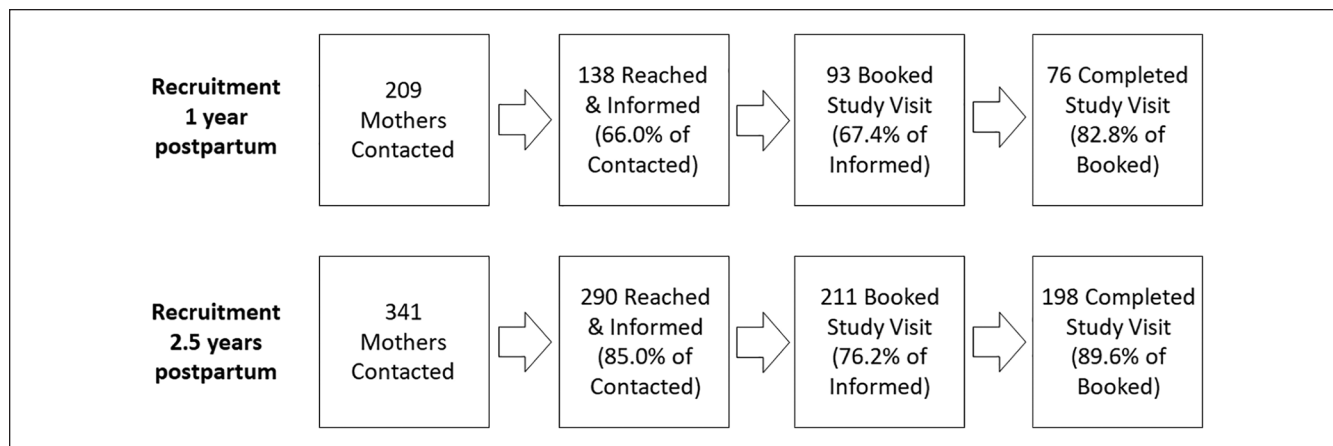 Recruitment
1 year
postpartum
209
Mothers
Contacted
138 Reached
& Informed
(66.0% of
Contacted)
93 Booked
Study Visit
(67.4% of
Informed)
76 Completed
Study Visit
(82.8% of
Booked)
Recruitment
2.5 years
postpartum
341
Mothers
Contacted
290 Reached
& Informed
(85.0% of
Contacted)
211 Booked
Study Visit
(76.2% of
Informed)
198 Completed
Study Visit
(89.6% of
Booked)